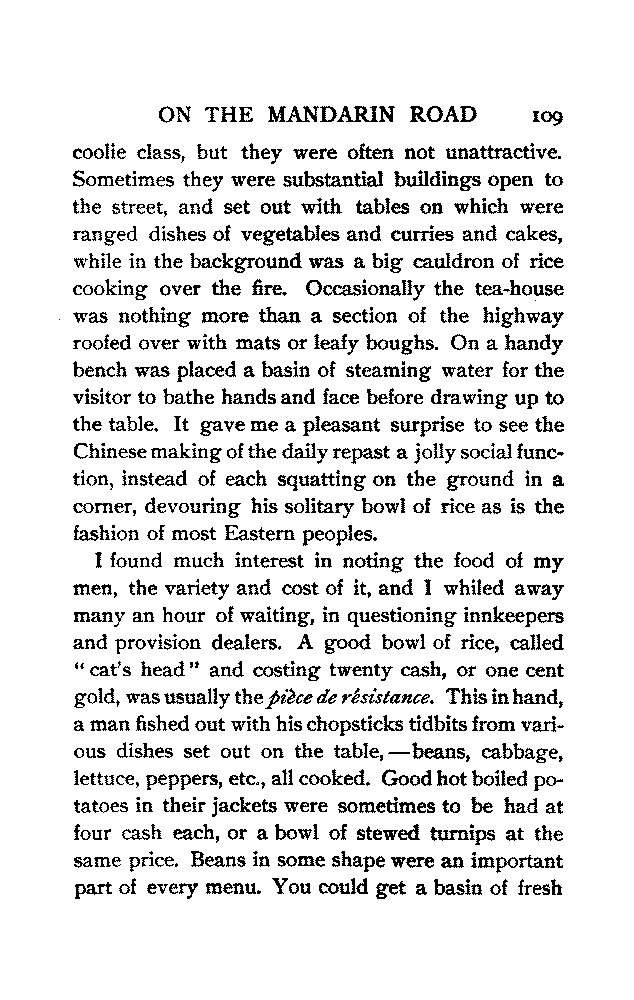 ON THE MANDARIN ROAD 109
coolie class, but they were often not unattractive.
Sometimes they were substantial buildings open to
the street, and set out with tables on which were
ranged dishes of vegetables and curries and cakes,
while in the background was a big cauldron of rice
cooking over the fire. Occasionally the tea-house
was nothing more than a section of the highway
roofed over with mats or leafy boughs. On a handy
bench was placed a basin of steaming water for the
visitor to bathe hands and face before drawing up to
the table. It gave me a pleasant surprise to see the
Chinese making of the daily repast a jolly social func-
tion, instead of each squatting on the ground in a
corner, devouring his solitary bowl of rice as is the
fashion of most Eastern peoples.
I found much interest in noting the food of my
men, the variety and cost of it, and I whiled away
many an hour of waiting, in questioning innkeepers
and provision dealers. A good bowl of rice, called
“ cat's head ” and costing twenty cash, or one cent
gold, was usually the pièce de résistance. This in hand,
a man fished out with his chopsticks tidbits from vari-
ous dishes set out on the table, — beans, cabbage,
lettuce, peppers, etc., all cooked. Good hot boiled po-
tatoes in their jackets were sometimes to be had at
four cash each, or a bowl of stewed turnips at the
same price. Beans in some shape were an important
part of every menu. You could get a basin of fresh